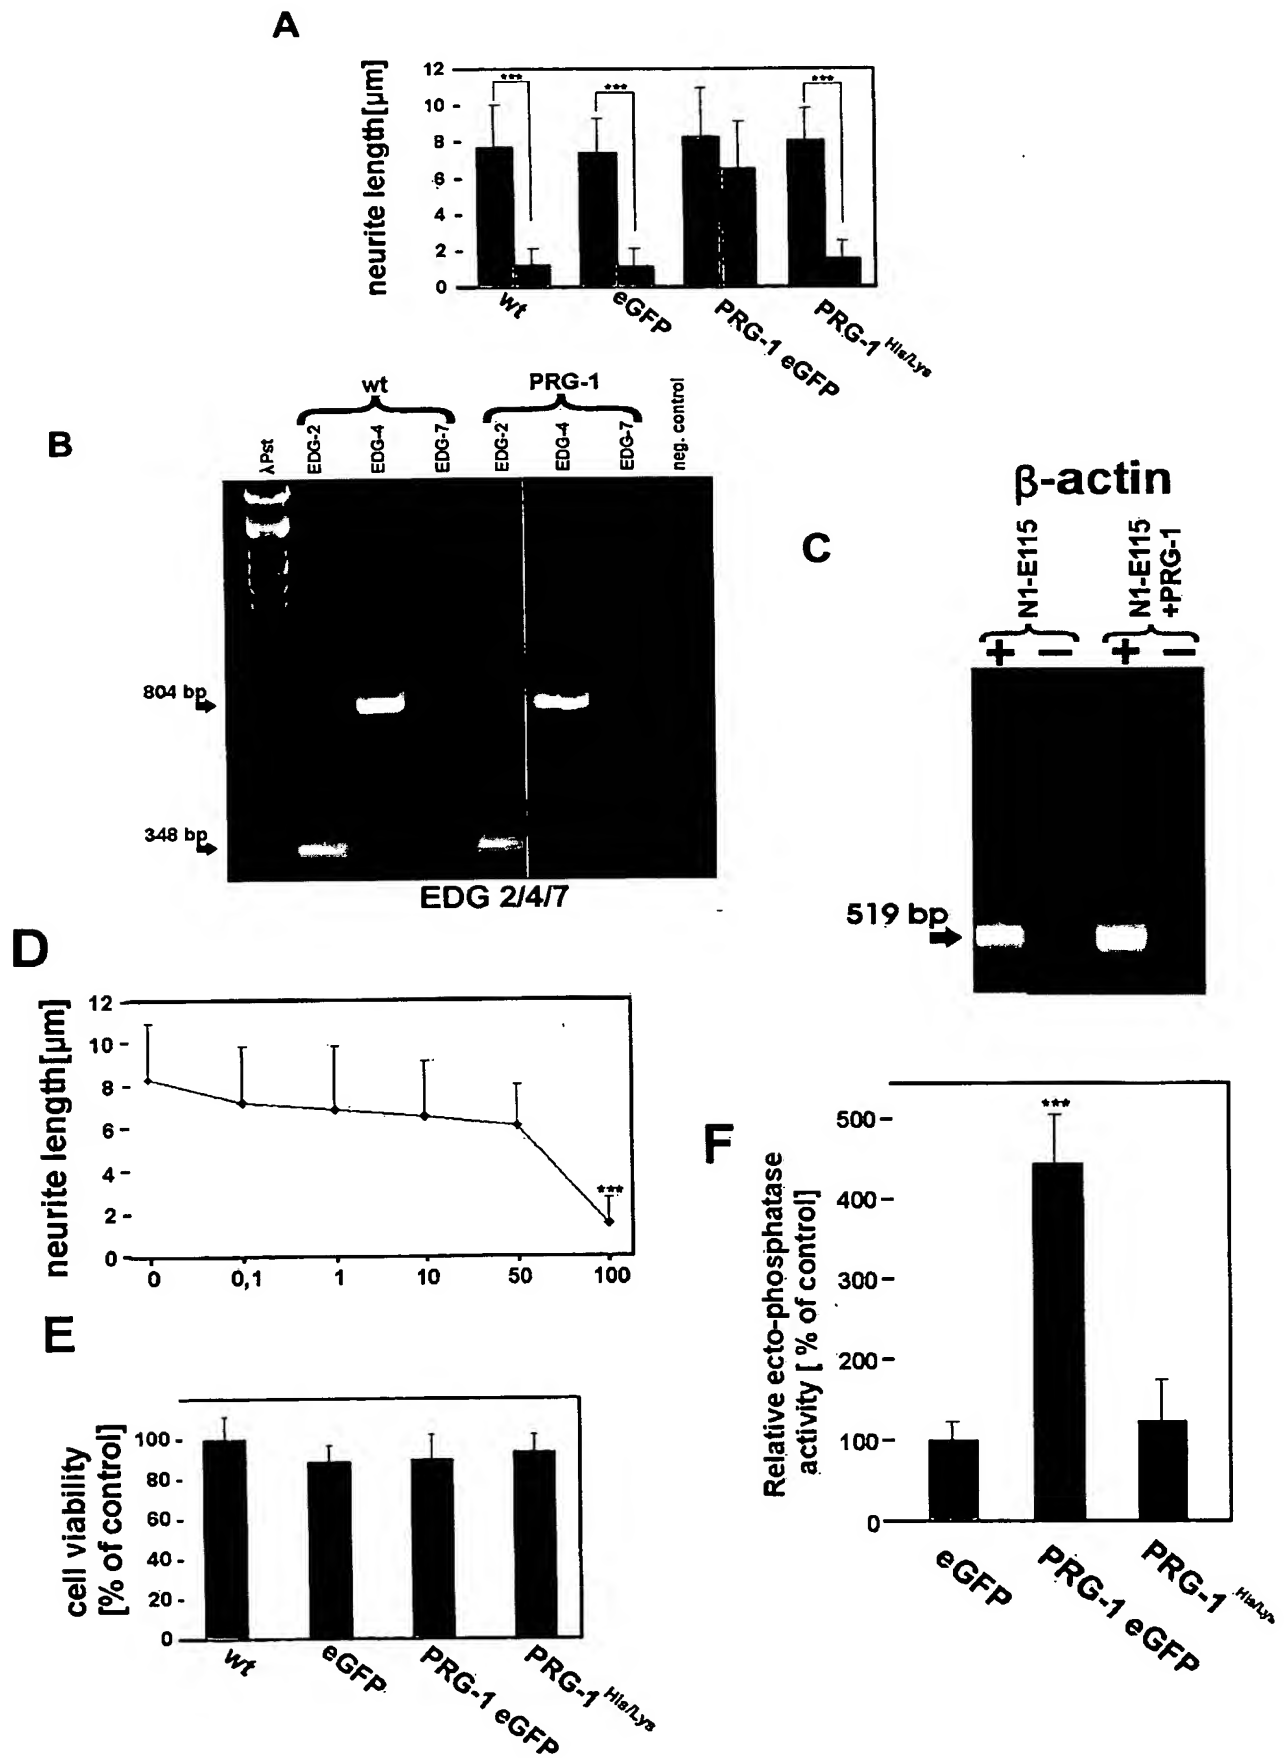 A
neurite length[µm]
12
10
8
6
4
2
0
***
***
***
wt
eGFP
PRG-1 eGFP
PRG-1 His/Lys
B
wt
PRG-1
λPst
EDG-2
EDG-4
EDG-7
EDG-2
EDG-4
EDG-7
neg. control
804 bp
348 bp
EDG 2/4/7
C
β-actin
N1-E115
N1-E115
+PRG-1
+ − + −
519 bp
D
neurite length[µm]
12
10
8
6
4
2
0
***
0 0,1 1 10 50 100
E
cell viability
[% of control]
100
80
60
40
20
0
wt
eGFP
PRG-1 eGFP
PRG-1 His/Lys
F
Relative ecto-phosphatase
activity [ % of control]
500
400
300
200
100
0
***
eGFP
PRG-1 eGFP
PRG-1 His/Lys